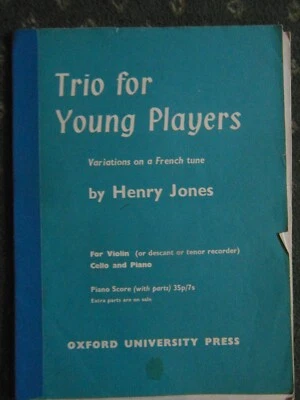 Trio for
Young Players
Variations on a French tune
by Henry Jones
For Violin (or descant or tenor recorder)
Cello and Piano
Piano Score (with parts) 35p/7s
Extra parts are on sale
OXFORD UNIVERSITY PRESS